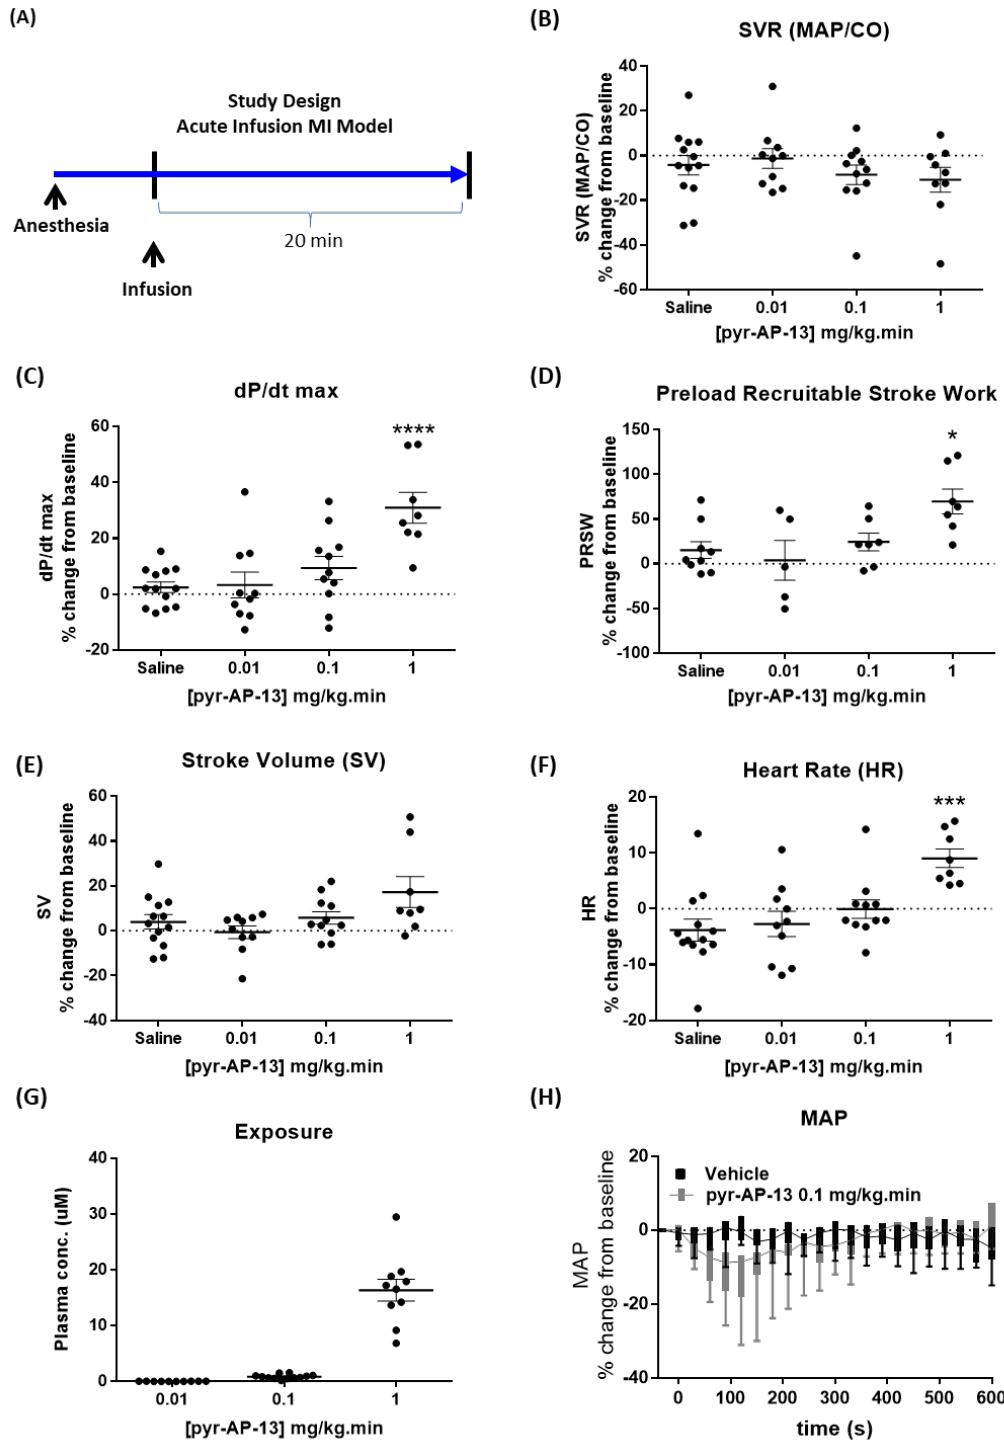 (A)
Study Design
Acute Infusion MI Model
Anesthesia
20 min
Infusion
(B)
SVR (MAP/CO)
SVR (MAP/CO)
% change from baseline
40
20
0
-20
-40
-60
Saline 0.01 0.1 1
[pyr-AP-13] mg/kg.min
(C)
dP/dt max
dP/dt max
% change from baseline
60
40
20
0
-20
****
Saline 0.01 0.1 1
[pyr-AP-13] mg/kg.min
(D)
Preload Recruitable Stroke Work
PRSW
% change from baseline
150
100
50
0
-50
-100
*
Saline 0.01 0.1 1
[pyr-AP-13] mg/kg.min
(E)
Stroke Volume (SV)
SV
% change from baseline
60
40
20
0
-20
-40
Saline 0.01 0.1 1
[pyr-AP-13] mg/kg.min
(F)
Heart Rate (HR)
HR
% change from baseline
20
10
0
-10
-20
***
Saline 0.01 0.1 1
[pyr-AP-13] mg/kg.min
(G)
Exposure
Plasma conc. (uM)
40
30
20
10
0
0.01 0.1 1
[pyr-AP-13] mg/kg.min
(H)
MAP
MAP
% change from baseline
20
0
-20
-40
Vehicle
pyr-AP-13 0.1 mg/kg.min
0 100 200 300 400 500 600
time (s)